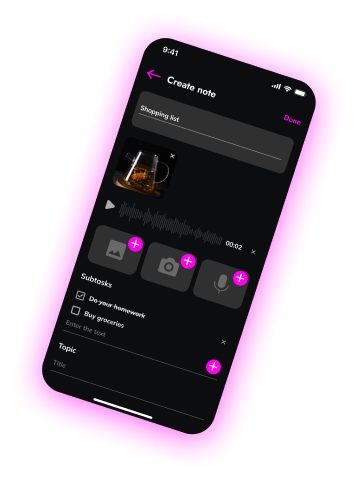 9:41
Create note
Done
Shopping list
00:02
Subtasks
Do your homework
Buy groceries
Enter the text
Topic
Title